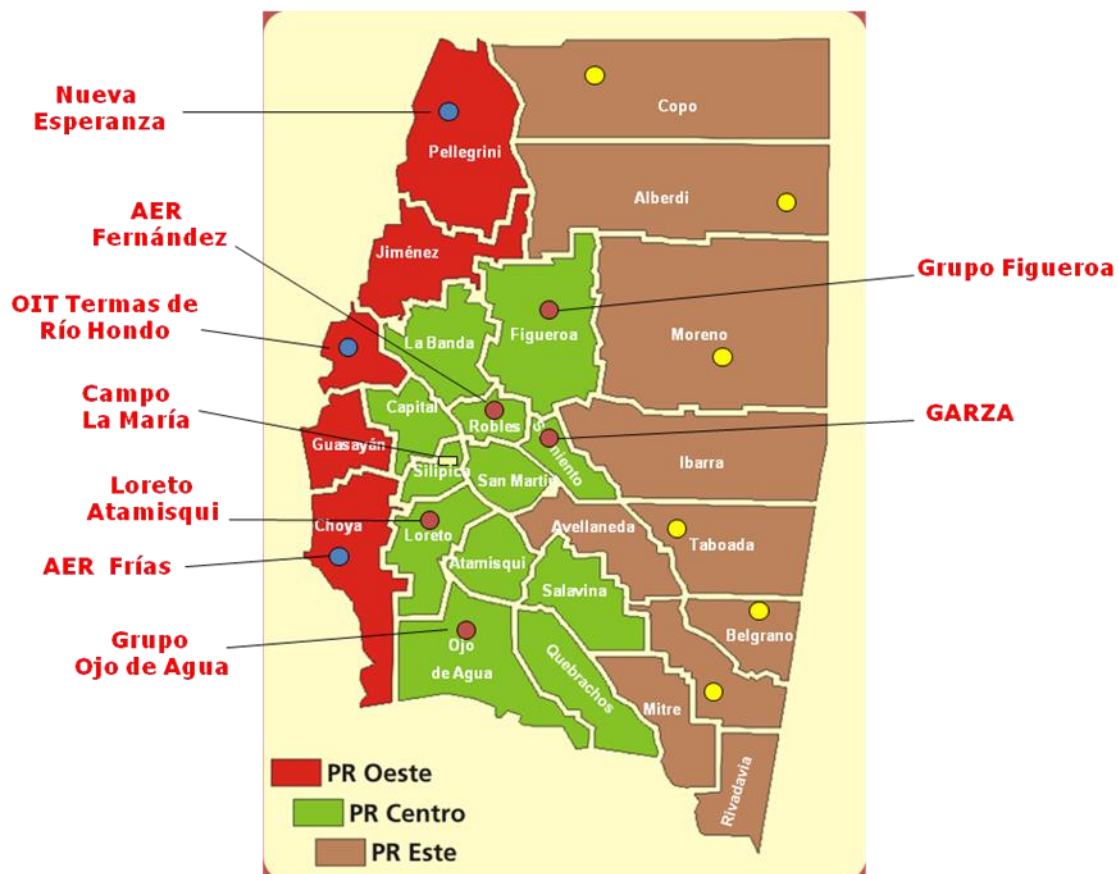 Nueva
Esperanza
Copo
Pellegrini
AER
Fernández
Alberdi
Jiménez
Grupo Figueroa
OIT Termas de
Río Hondo
La Banda
Figueroa
Moreno
Campo
La María
Capital
Robles
GARZA
Guasayán
Silipica
San Martin
Ibarra
Loreto
Atamisqui
Choya
Loreto
Avellaneda
Taboada
AER Frías
Atamisqui
Salavina
Grupo
Ojo de Agua
Ojo
de Agua
Quebrachos
Belgrano
Mitre
Rivadavia
PR Oeste
PR Centro
PR Este